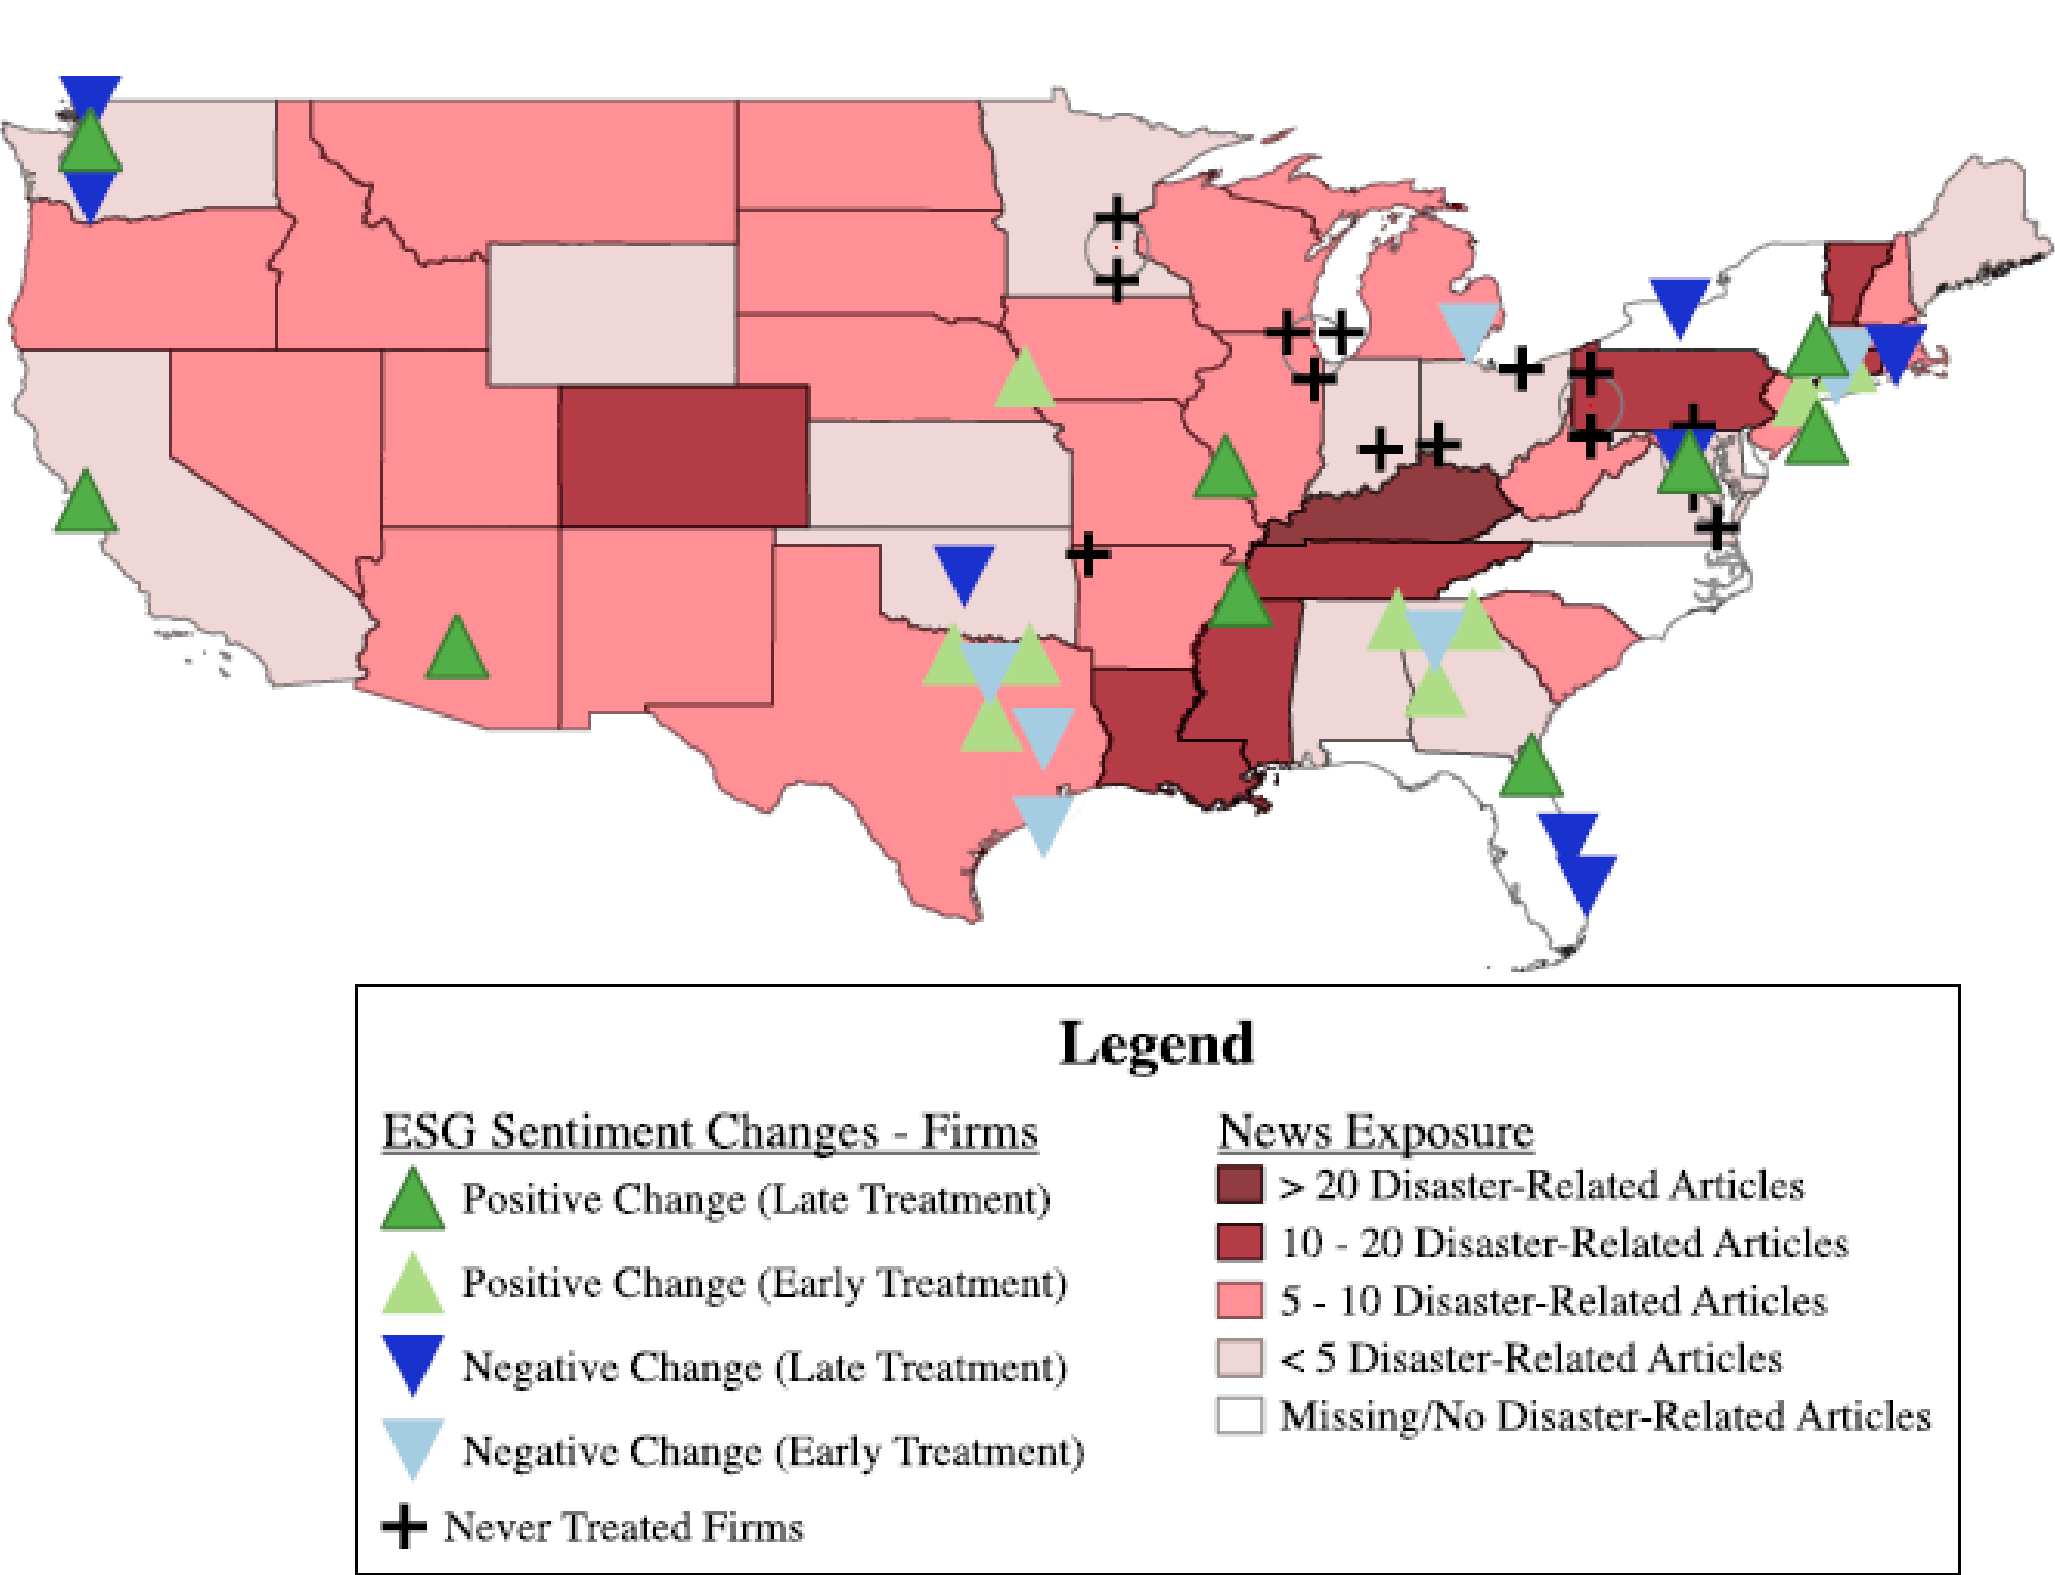 Legend
ESG Sentiment Changes - Firms
Positive Change (Late Treatment)
Positive Change (Early Treatment)
Negative Change (Late Treatment)
Negative Change (Early Treatment)
Never Treated Firms
News Exposure
> 20 Disaster-Related Articles
10 - 20 Disaster-Related Articles
5 - 10 Disaster-Related Articles
< 5 Disaster-Related Articles
Missing/No Disaster-Related Articles